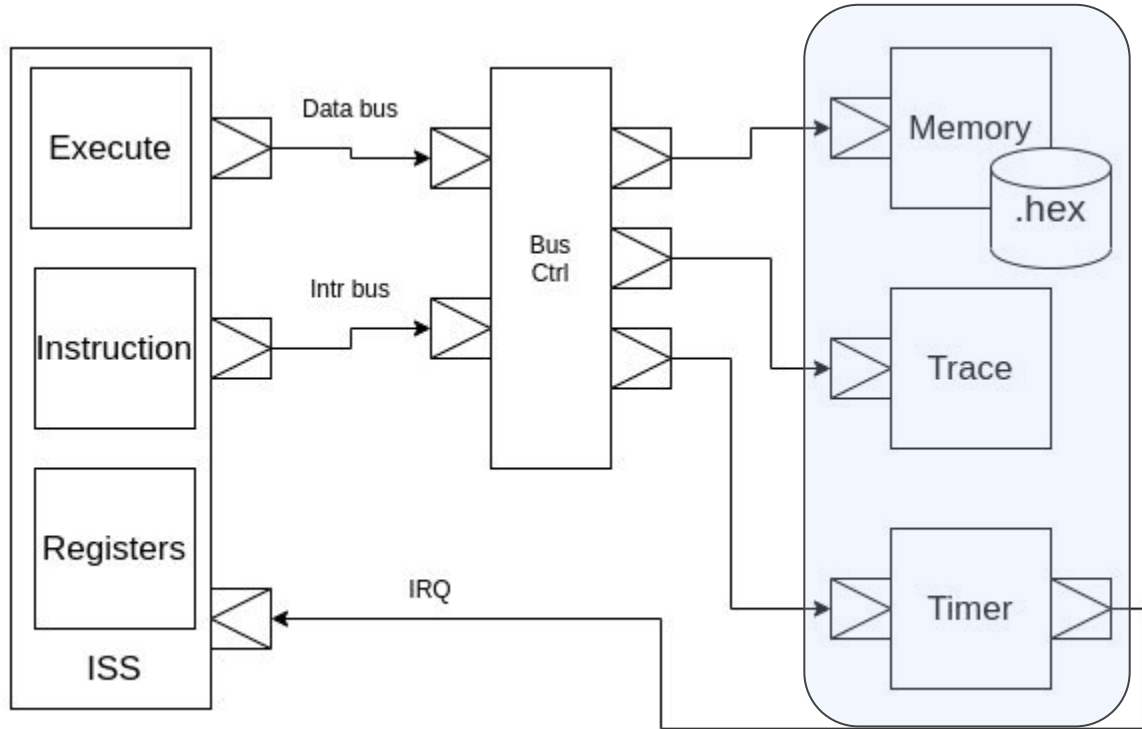 Execute
Instruction
Registers
ISS
Data bus
Intr bus
IRQ
Bus
Ctrl
Memory
.hex
Trace
Timer